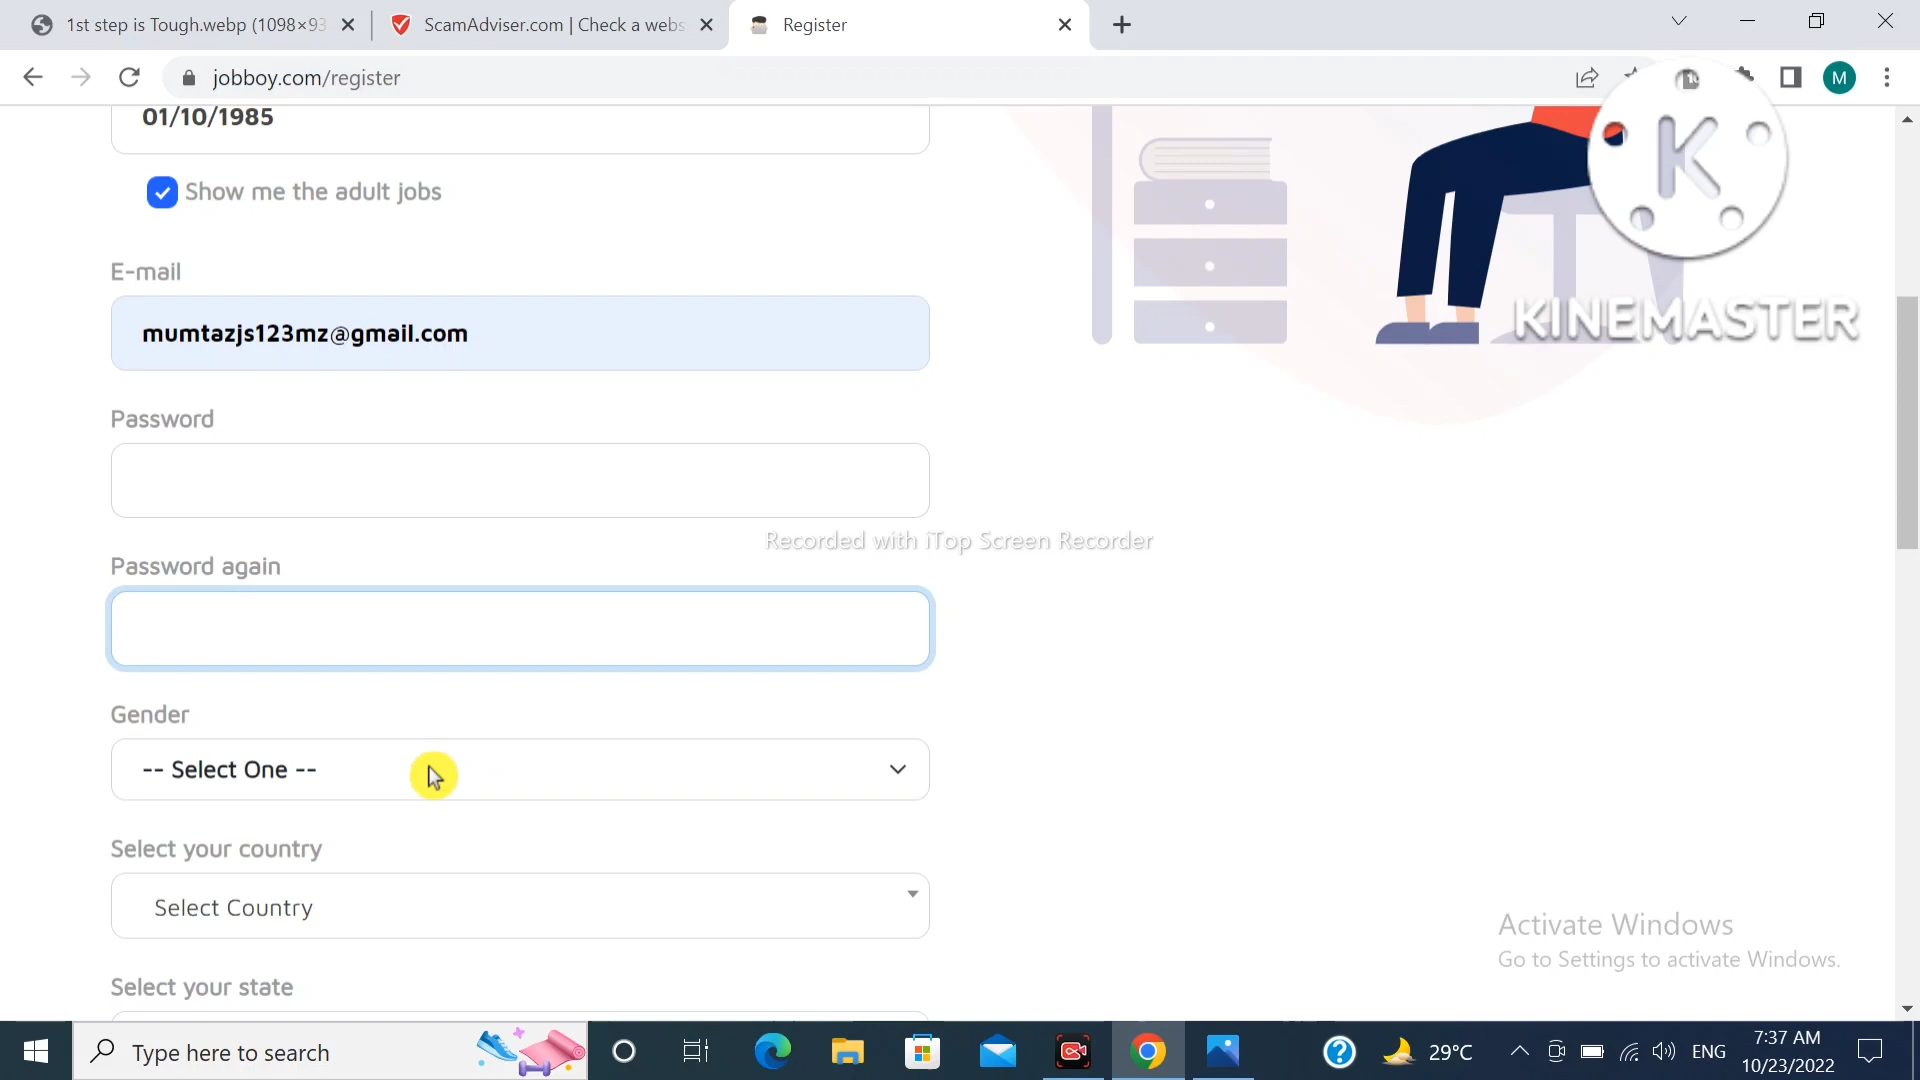 1st step is Tough.webp (1098×93
ScamAdviser.com | Check a webs
Register
jobboy.com/register
M
01/10/1985
Show me the adult jobs
E-mail
mumtazjs123mz@gmail.com
Password
Password again
Gender
-- Select One --
Select your country
Select Country
Select your state
K
KINEMASTER
Recorded with iTop Screen Recorder
Activate Windows
Go to Settings to activate Windows.
Type here to search
29°C
ENG
7:37 AM
10/23/2022